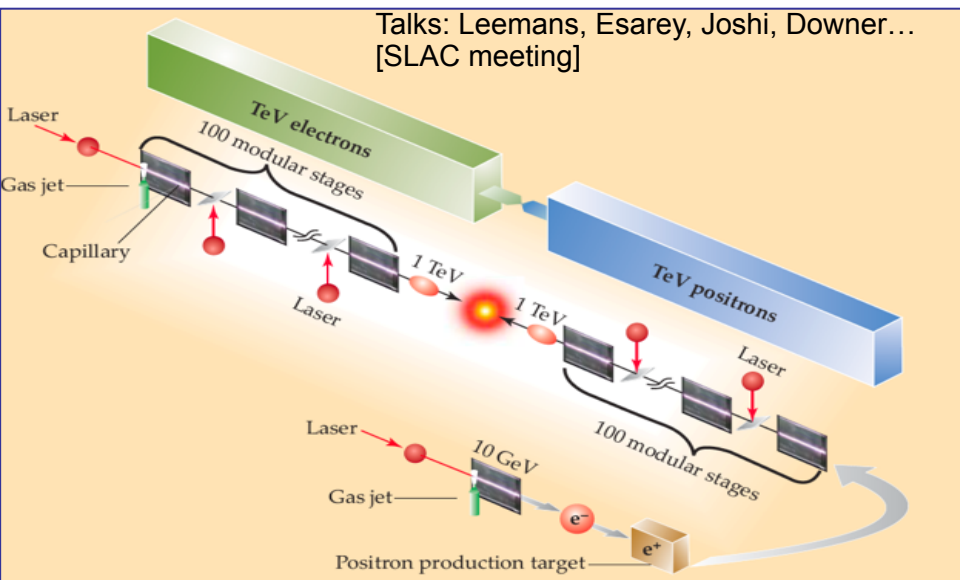 Talks: Leemans, Esarey, Joshi, Downer…
[SLAC meeting]
TeV electrons
Laser
100 modular stages
Gas jet
Capillary
1 TeV
Laser
1 TeV
TeV positrons
Laser
100 modular stages
Laser
10 GeV
Gas jet
e⁻
e⁺
Positron production target